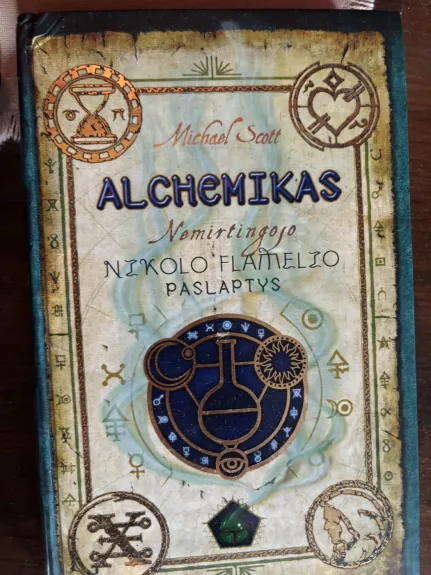 Michael Scott
ALCHEMIKAS
Nemirtingojo
NIKOLO FLAMELIO
PASLAPTYS